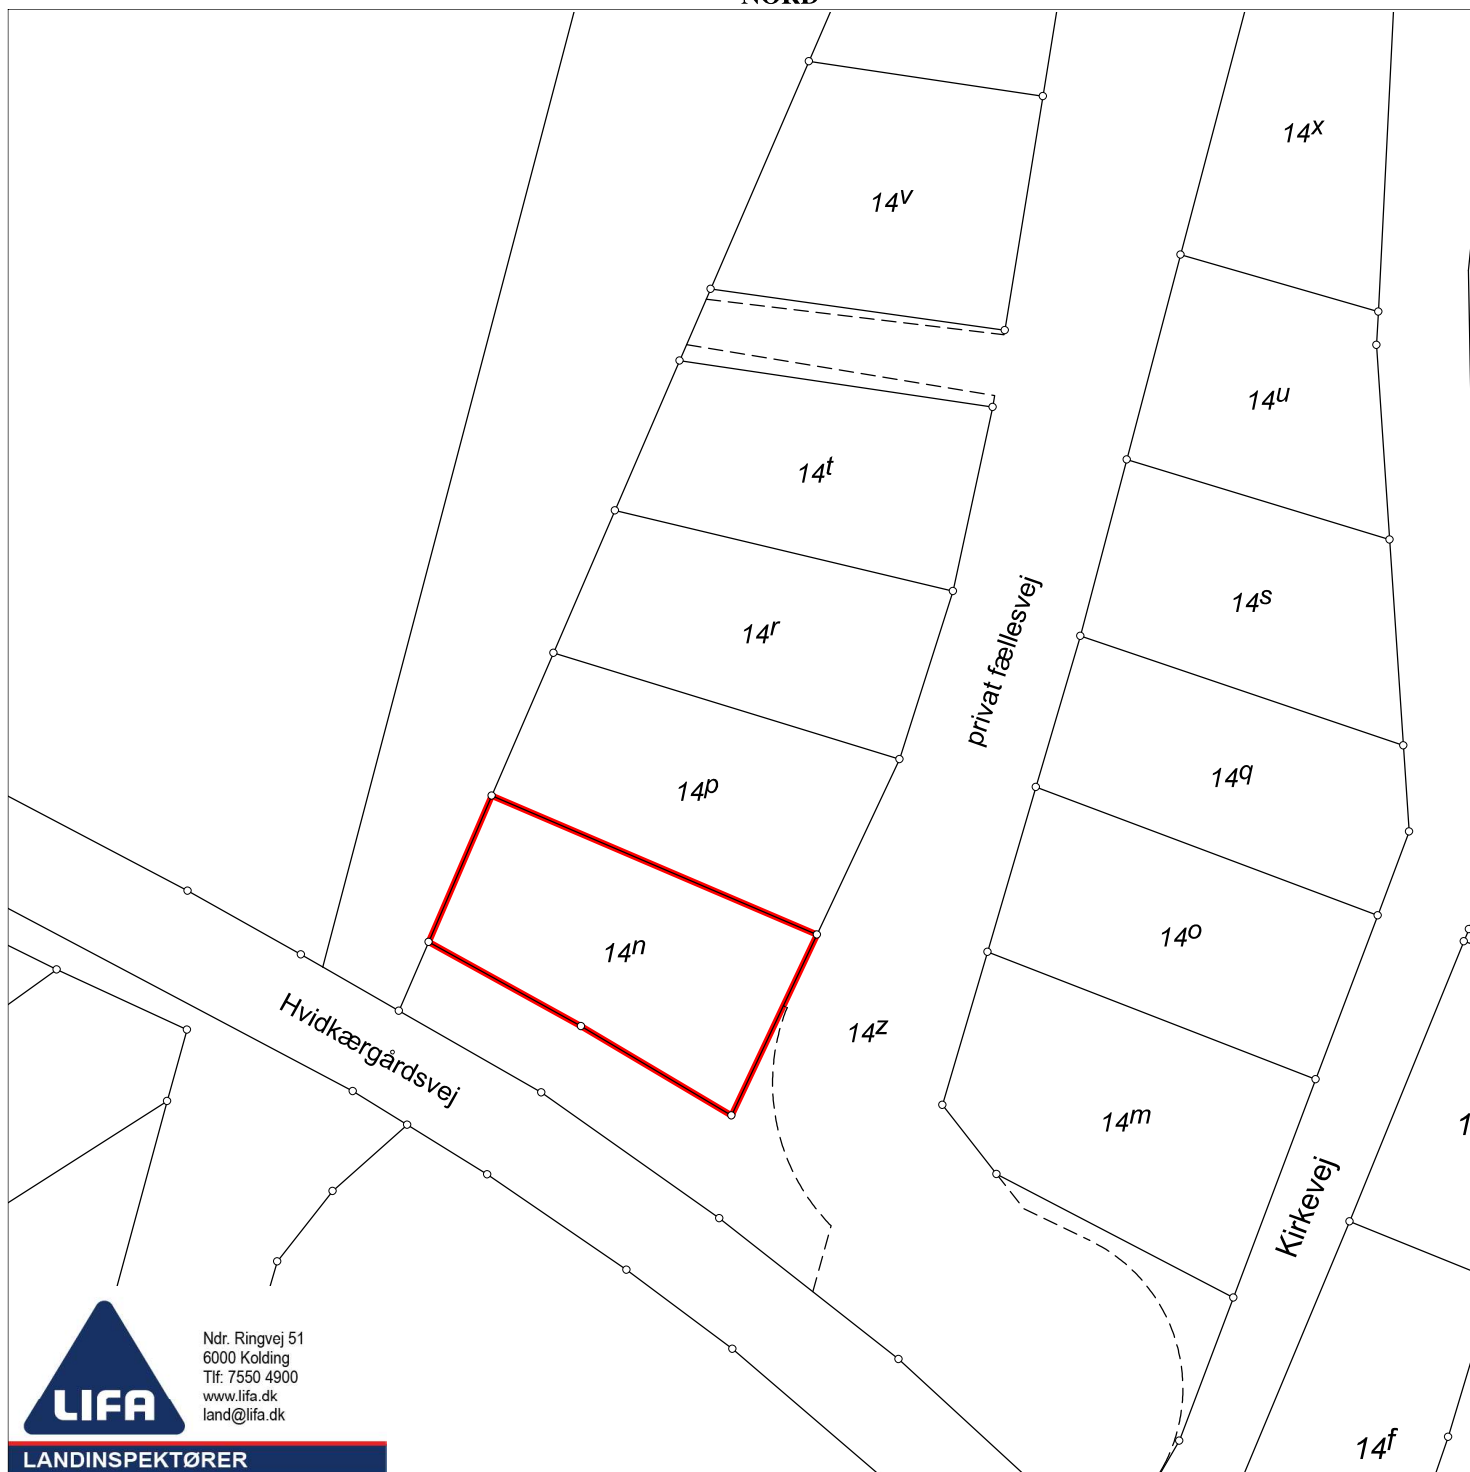 NORD
14x
14v
14u
14t
14s
14r
privat fællesvej
14q
14p
14o
14n
14z
Hvidkærgårdsvej
14m
1
Kirkevej
14f
Ndr. Ringvej 51
6000 Kolding
Tlf: 7550 4900
www.lifa.dk
land@lifa.dk
LIFA
LANDINSPEKTØRER